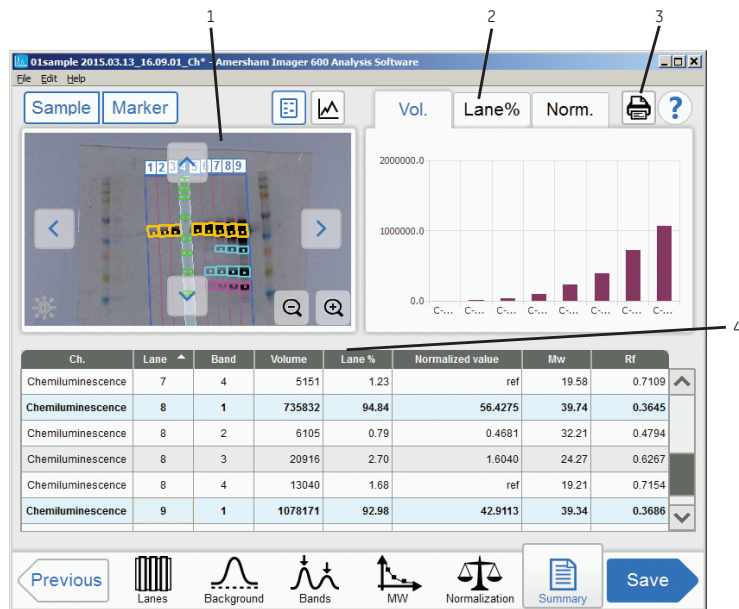 1 2 3
01sample 2015.03.13_16.09.01_Ch* - Amersham Imager 600 Analysis Software
File Edit Help
Sample Marker
Vol. Lane% Norm. ?
1 2 3 4 5 6 7 8 9
2000000.0
1000000.0
0.0
C-... C-... C-... C-... C-... C-... C-... C-...
4
Ch. Lane Band Volume Lane % Normalized value Mw Rf
Chemiluminescence 7 4 5151 1.23 ref 19.58 0.7109
Chemiluminescence 8 1 735832 94.84 56.4275 39.74 0.3645
Chemiluminescence 8 2 6105 0.79 0.4681 32.21 0.4794
Chemiluminescence 8 3 20916 2.70 1.6040 24.27 0.6267
Chemiluminescence 8 4 13040 1.68 ref 19.21 0.7154
Chemiluminescence 9 1 1078171 92.98 42.9113 39.34 0.3686
Previous Lanes Background Bands MW Normalization Summary Save